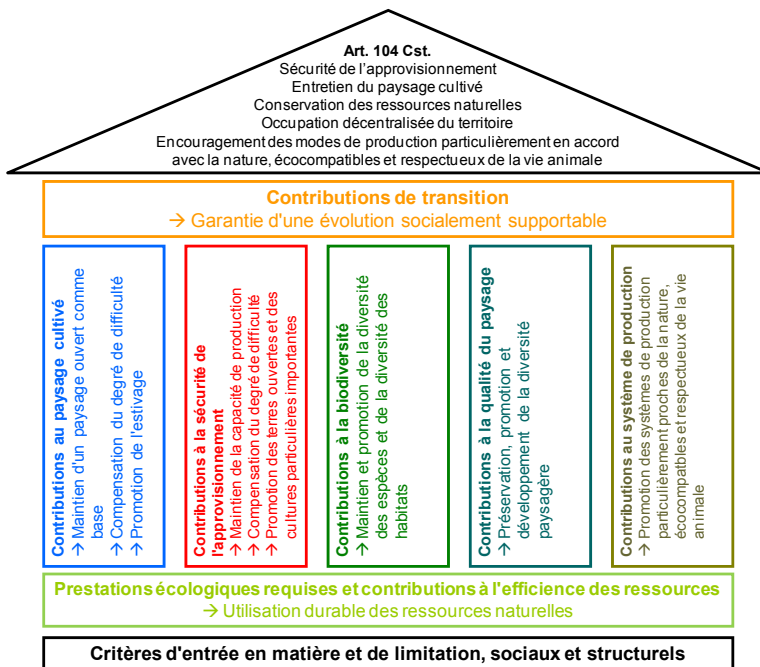 Art. 104 Cst.
Sécurité de l'approvisionnement
Entretien du paysage cultivé
Conservation des ressources naturelles
Occupation décentralisée du territoire
Encouragement des modes de production particulièrement en accord
avec la nature, écocompatibles et respectueux de la vie animale
Contributions de transition
→ Garantie d'une évolution socialement supportable
Contributions au paysage cultivé
→ Maintien d'un paysage ouvert comme
base
→ Compensation du degré de difficulté
→ Promotion de l'estivage
Contributions à la sécurité de
l'approvisionnement
→ Maintien de la capacité de production
→ Compensation du degré de difficulté
→ Promotion des terres ouvertes et des
cultures particulières importantes
Contributions à la biodiversité
→ Maintien et promotion de la diversité
des espèces et de la diversité des
habitats
Contributions à la qualité du paysage
→ Préservation, promotion et
développement de la diversité
paysagère
Contributions au système de production
→ Promotion des systèmes de production
particulièrement proches de la nature,
écocompatbles et respectueux de la vie
animale
Prestations écologiques requises et contributions à l'efficience des ressources
→ Utilisation durable des ressources naturelles
Critères d'entrée en matière et de limitation, sociaux et structurels